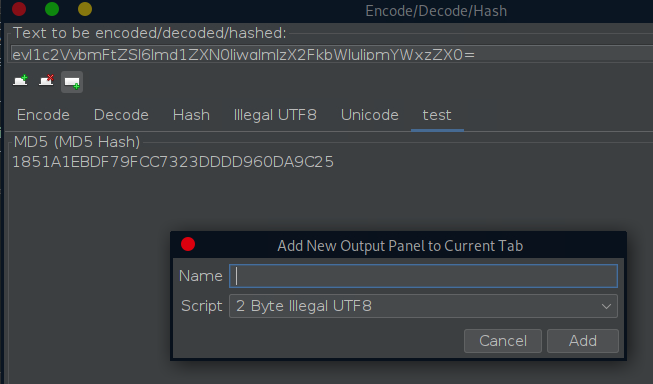 Encode/Decode/Hash
Text to be encoded/decoded/hashed:
eyJ1c2VybmFtZSI6Imd1ZXN0IiwgImlzX2FkbWluIjpmYWxzZX0=
Encode Decode Hash Illegal UTF8 Unicode test
MD5 (MD5 Hash)
1851A1EBDF79FCC7323DDDD960DA9C25
Add New Output Panel to Current Tab
Name
Script 2 Byte Illegal UTF8
Cancel Add